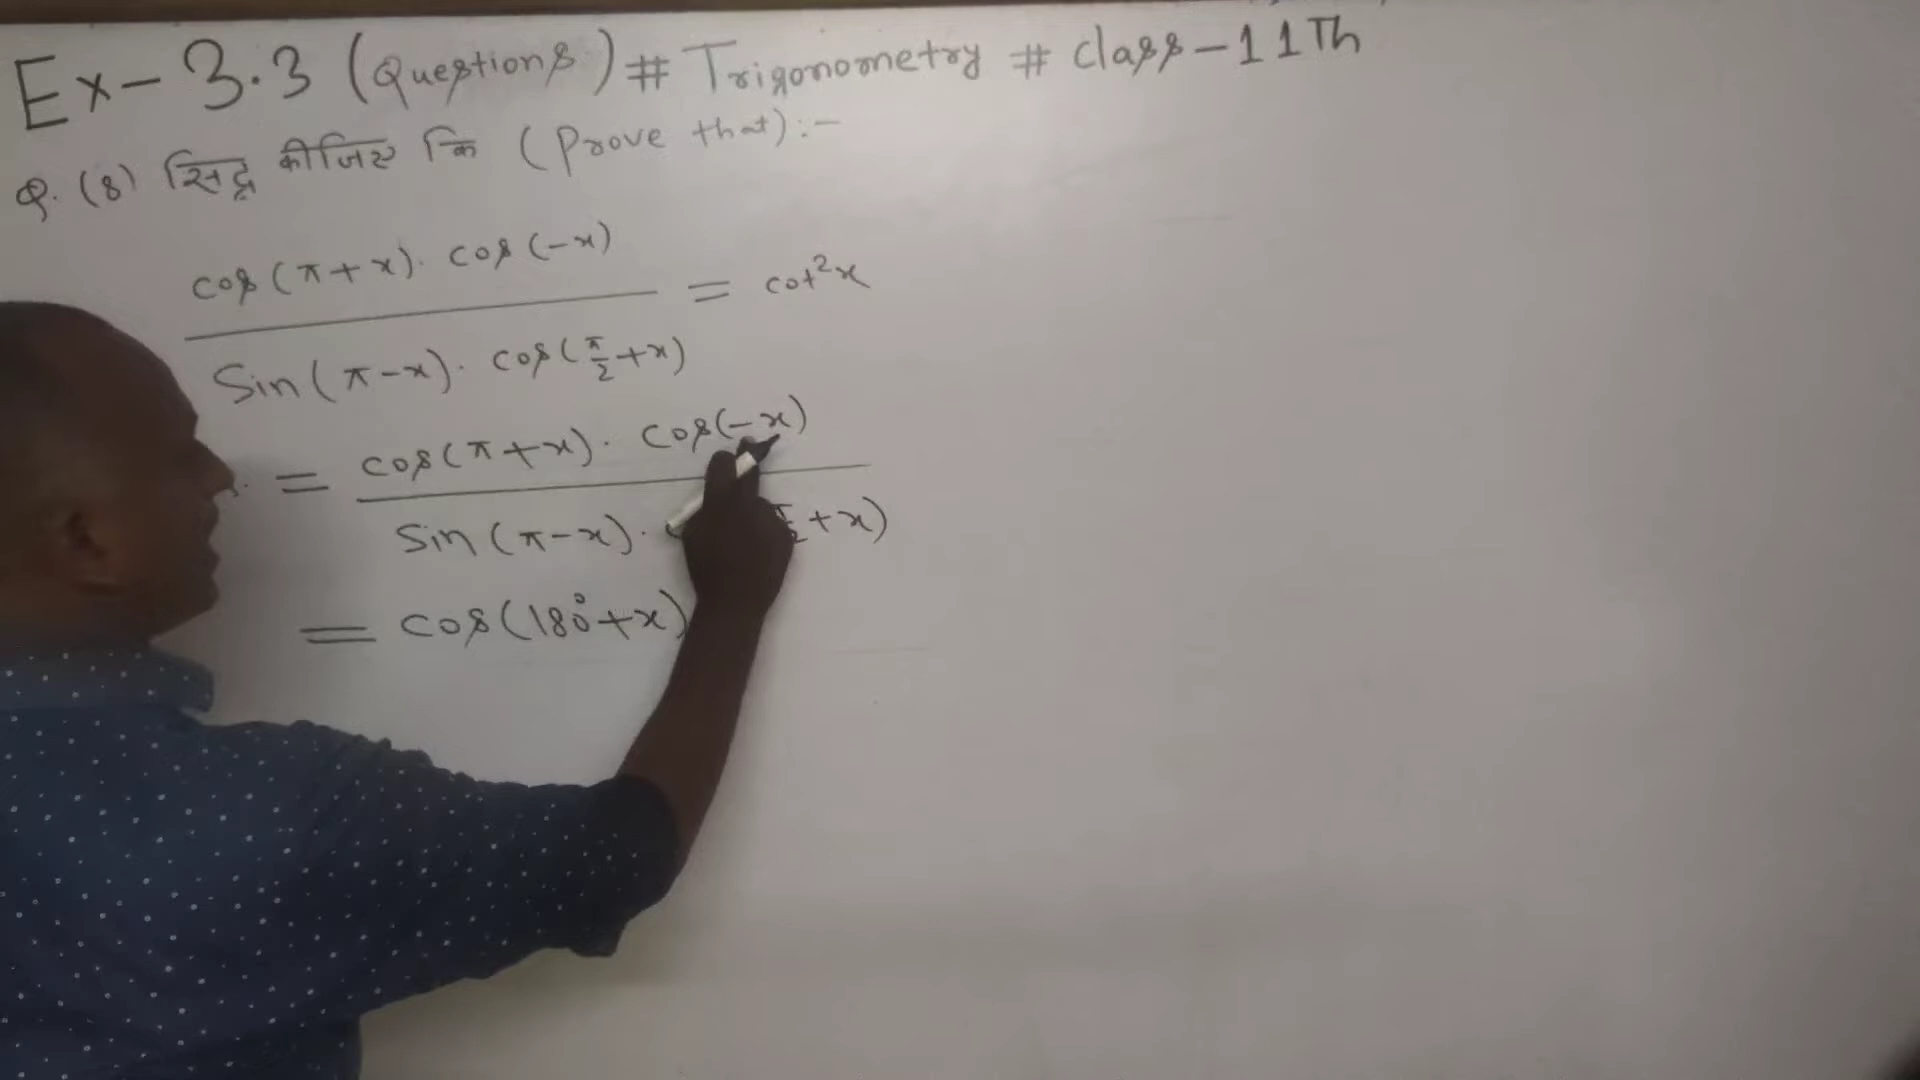 Ex-3.3 (Questions) # Trigonometry # Class-11Th
Q. (8) सिद्ध कीजिए कि (Prove that):-
cos(π+x). cos(-x)
= cot²x
Sin(π-x). cos(π/2+x)
= cos(π+x). cos(-x)
Sin(π-x). +x)
= cos(180°+x)